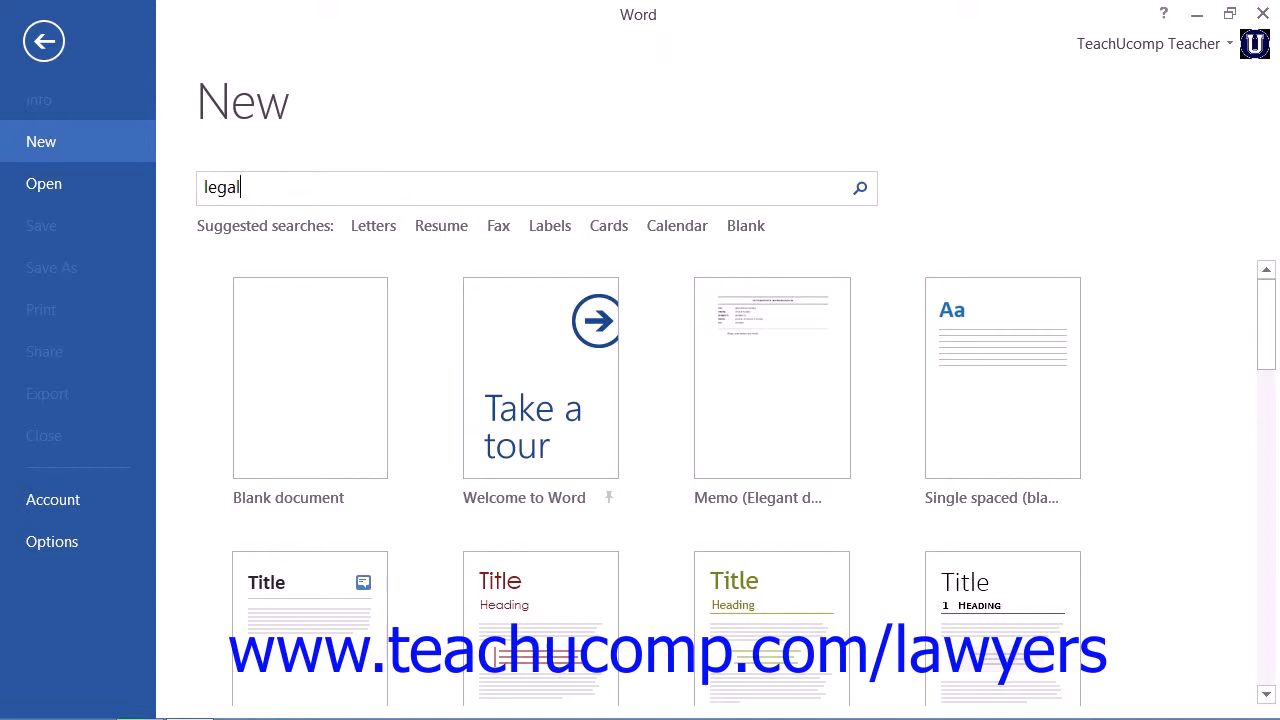 Word
?
TeachUcomp Teacher
U
Info
New
Open
Save
Save As
Print
Share
Export
Close
Account
Options
New
legal
Suggested searches: Letters Resume Fax Labels Cards Calendar Blank
Take a
tour
Aa
Blank document
Welcome to Word
Memo (Elegant d...
Single spaced (bla...
Title
Title
Heading
Title
Heading
Title
1 HEADING
www.teachucomp.com/lawyers